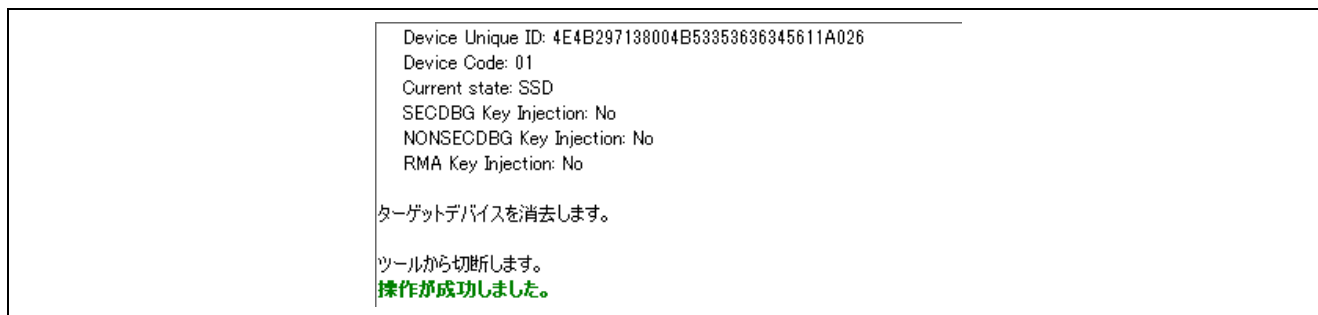 Device Unique ID: 4E4B297138004B53353636345611A026
Device Code: 01
Current state: SSD
SECDBG Key Injection: No
NONSECDBG Key Injection: No
RMA Key Injection: No
ターゲットデバイスを消去します。
ツールから切断します。
操作が成功しました。